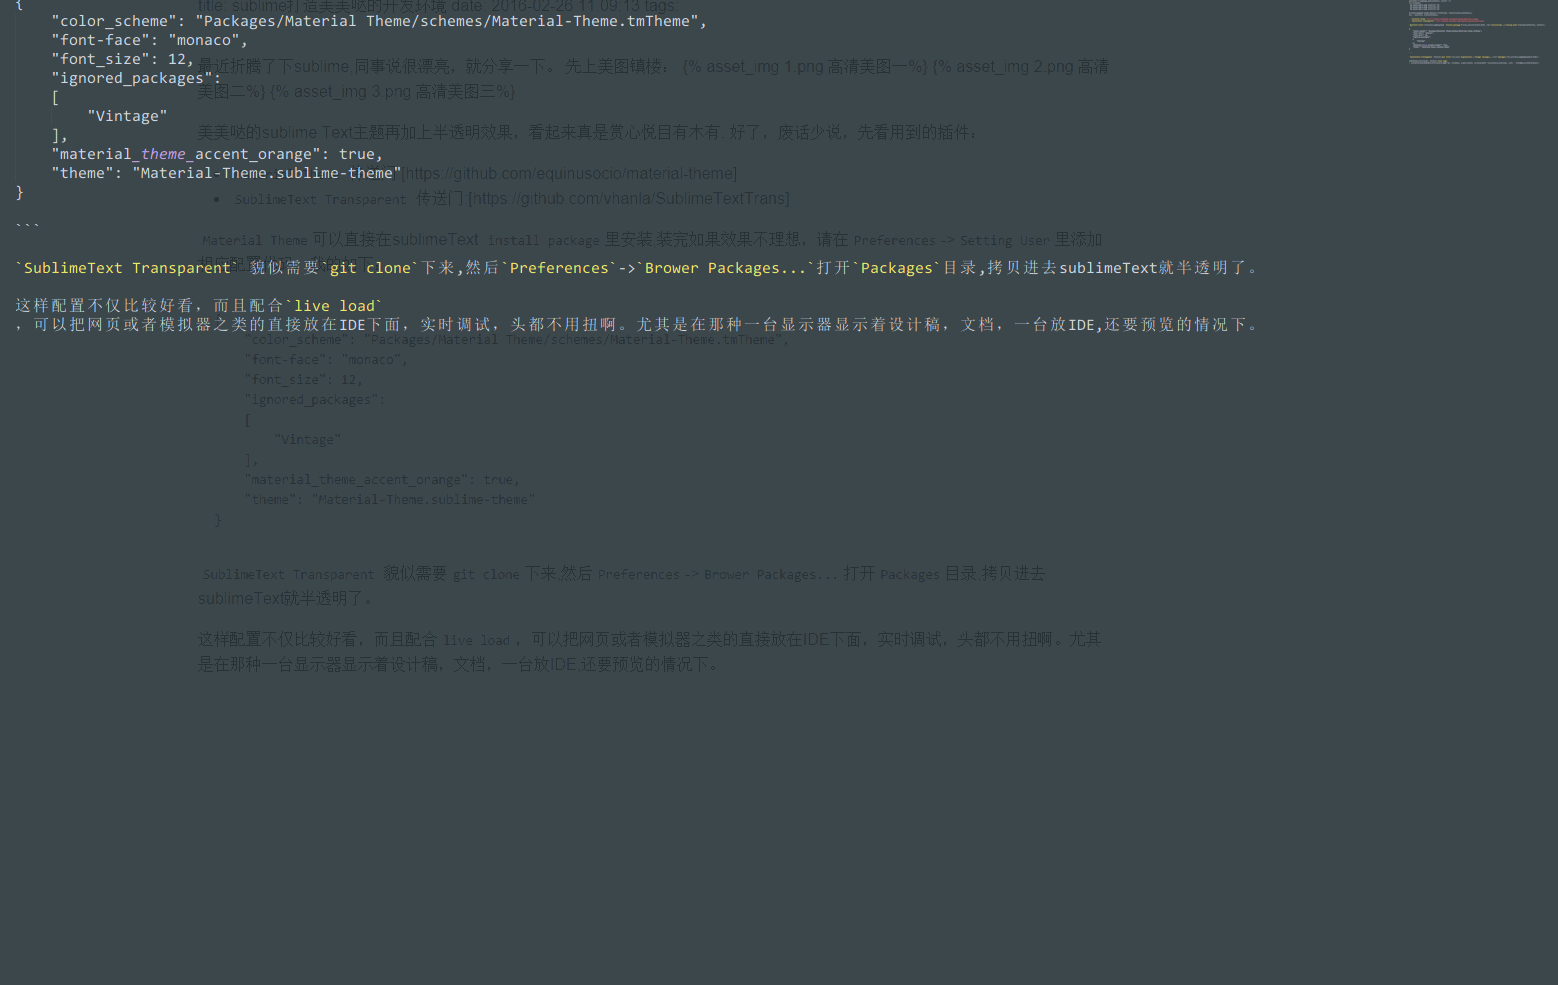 {
    "color_scheme": "Packages/Material Theme/schemes/Material-Theme.tmTheme",
    "font-face": "monaco",
    "font_size": 12,
    "ignored_packages":
    [
        "Vintage"
    ],
    "material_theme_accent_orange": true,
    "theme": "Material-Theme.sublime-theme"
}
```
`SublimeText Transparent` 貌似需要`git clone`下来,然后`Preferences`->`Brower Packages...`打开`Packages`目录,拷贝进去sublimeText就半透明了。
这样配置不仅比较好看，而且配合`live load`
，可以把网页或者模拟器之类的直接放在IDE下面，实时调试，头都不用扭啊。尤其是在那种一台显示器显示着设计稿，文档，一台放IDE,还要预览的情况下。
title: sublime打造美美哒的开发环境 date: 2016-02-26 11:09:13 tags:
最近折腾了下sublime,同事说很漂亮，就分享一下。 先上美图镇楼： {% asset_img 1.png 高清美图一%} {% asset_img 2.png 高清
美图二%} {% asset_img 3.png 高清美图三%}
美美哒的sublime Text主题再加上半透明效果，看起来真是赏心悦目有木有. 好了，废话少说，先看用到的插件：
[https://github.com/equinusocio/material-theme]
• SublimeText Transparent 传送门:[https://github.com/vhanla/SublimeTextTrans]
Material Theme 可以直接在sublimeText install package 里安装,装完如果效果不理想，请在 Preferences -> Setting User 里添加
"color_scheme": "Packages/Material Theme/schemes/Material-Theme.tmTheme",
"font-face": "monaco",
"font_size": 12,
"ignored_packages":
[
    "Vintage"
],
"material_theme_accent_orange": true,
"theme": "Material-Theme.sublime-theme"
}
SublimeText Transparent 貌似需要 git clone 下来,然后 Preferences -> Brower Packages... 打开 Packages 目录,拷贝进去
sublimeText就半透明了。
这样配置不仅比较好看，而且配合 live load ，可以把网页或者模拟器之类的直接放在IDE下面，实时调试，头都不用扭啊。尤其
是在那种一台显示器显示着设计稿，文档，一台放IDE,还要预览的情况下。